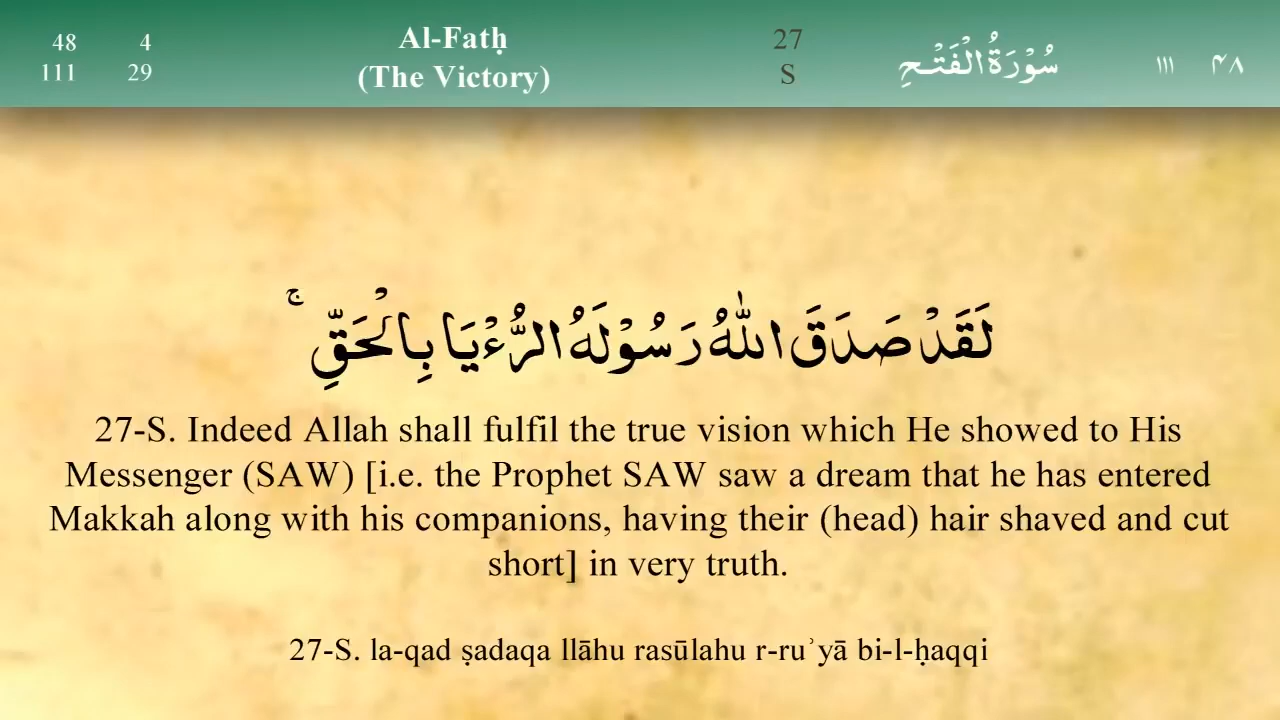 48 4
111 29
Al-Fatḥ
(The Victory)
27
S
سُوْرَةُ الْفَتْحِ
١١١ ۴۸
لَقَدْ صَدَقَ اللّٰهُ رَسُوْلَهُ الرُّءْيَا بِالْحَقِّ ۚ
27-S. Indeed Allah shall fulfil the true vision which He showed to His
Messenger (SAW) [i.e. the Prophet SAW saw a dream that he has entered
Makkah along with his companions, having their (head) hair shaved and cut
short] in very truth.
27-S. la-qad ṣadaqa llāhu rasūlahu r-ruʾyā bi-l-ḥaqqi